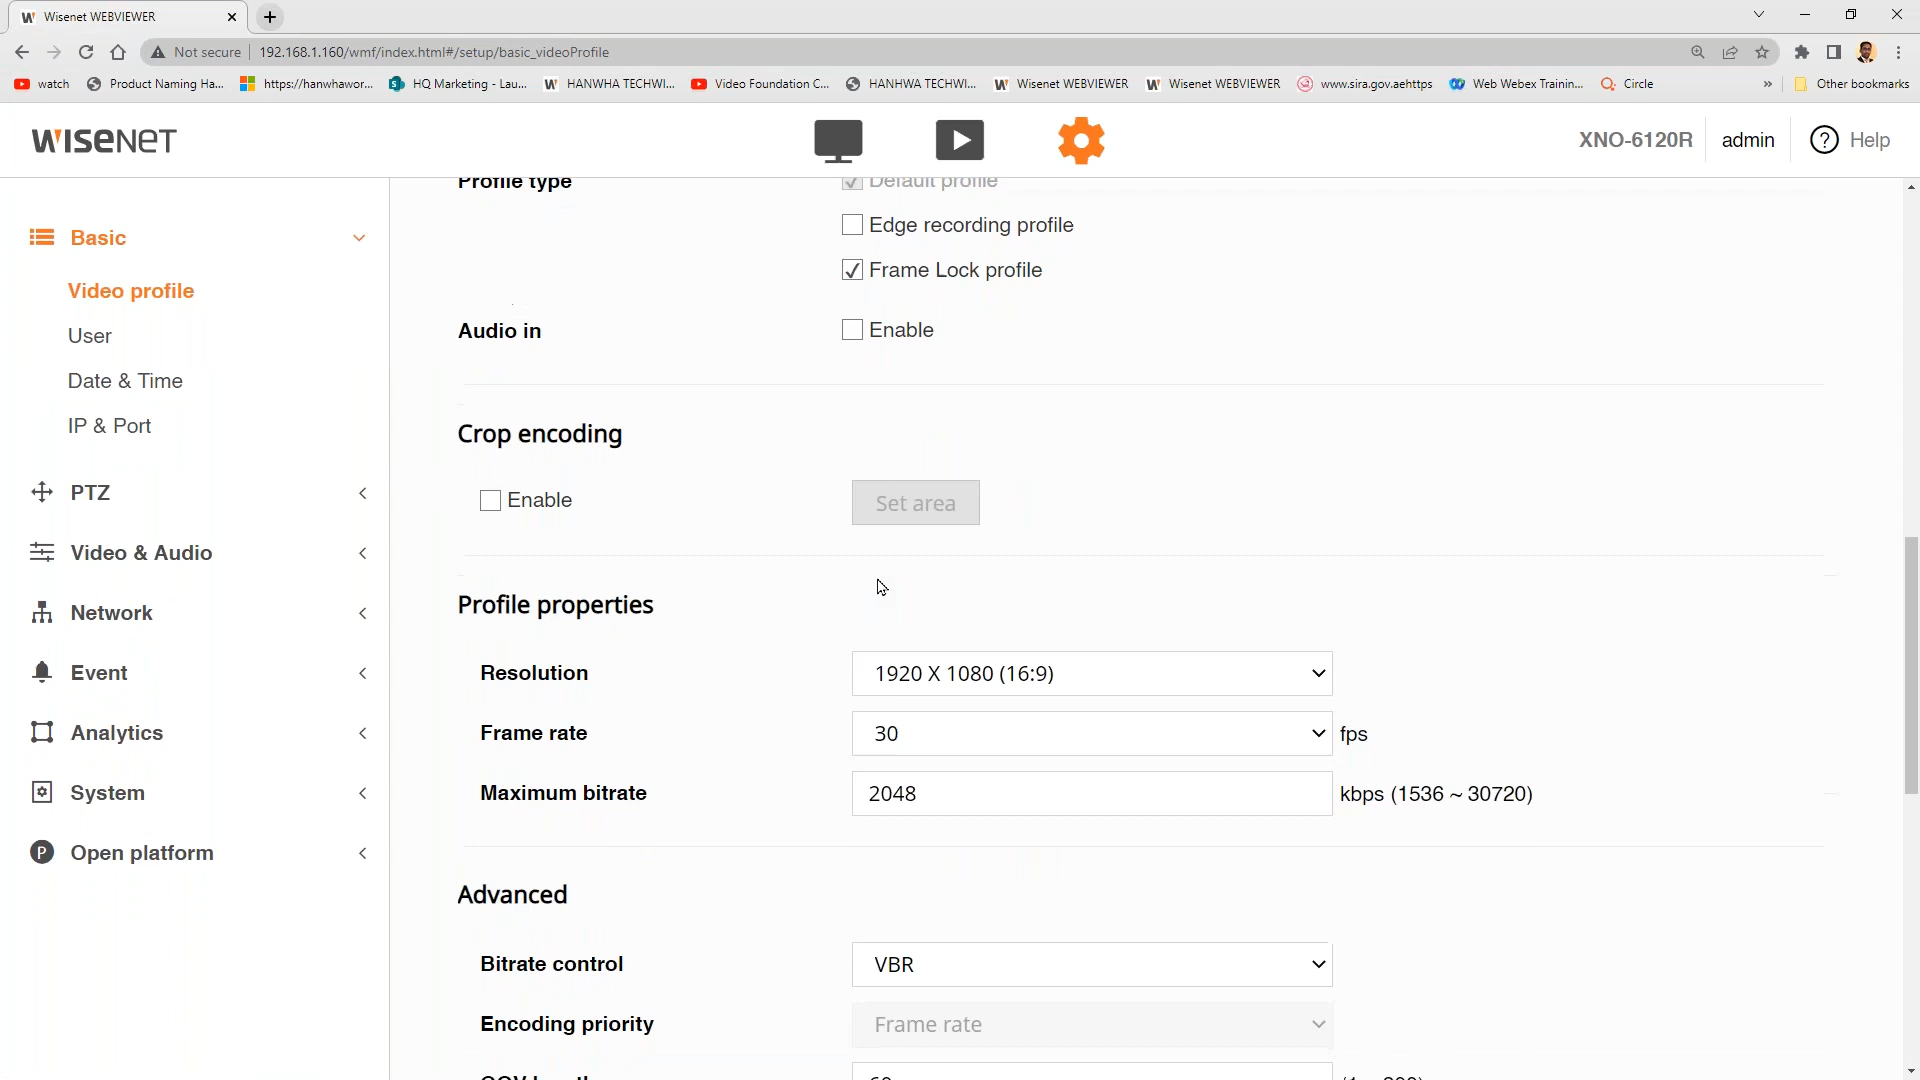 Wisenet WEBVIEWER
Not secure 192.168.1.160/wmf/index.html#/setup/basic_videoProfile
watch Product Naming Ha... https://hanwhawor... HQ Marketing - Lau... HANWHA TECHWI... Video Foundation C... HANHWA TECHWI... Wisenet WEBVIEWER Wisenet WEBVIEWER www.sira.gov.aehttps Web Webex Trainin... Circle » Other bookmarks
WISENET XNO-6120R admin ? Help
Profile type Default profile
Edge recording profile
Frame Lock profile
Audio in Enable
Basic
Video profile
User
Date & Time
IP & Port
PTZ
Video & Audio
Network
Event
Analytics
System
Open platform
Crop encoding
Enable Set area
Profile properties
Resolution 1920 X 1080 (16:9)
Frame rate 30 fps
Maximum bitrate 2048 kbps (1536 ~ 30720)
Advanced
Bitrate control VBR
Encoding priority Frame rate